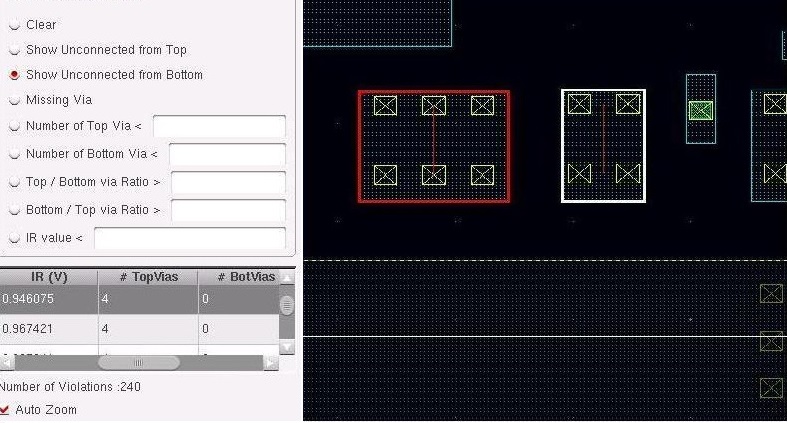 Clear
Show Unconnected from Top
Show Unconnected from Bottom
Missing Via
Number of Top Via <
Number of Bottom Via <
Top / Bottom via Ratio >
Bottom / Top via Ratio >
IR value <
IR (V) # TopVias # BotVias
0.946075 4 0
0.967421 4 0
Number of Violations :240
Auto Zoom